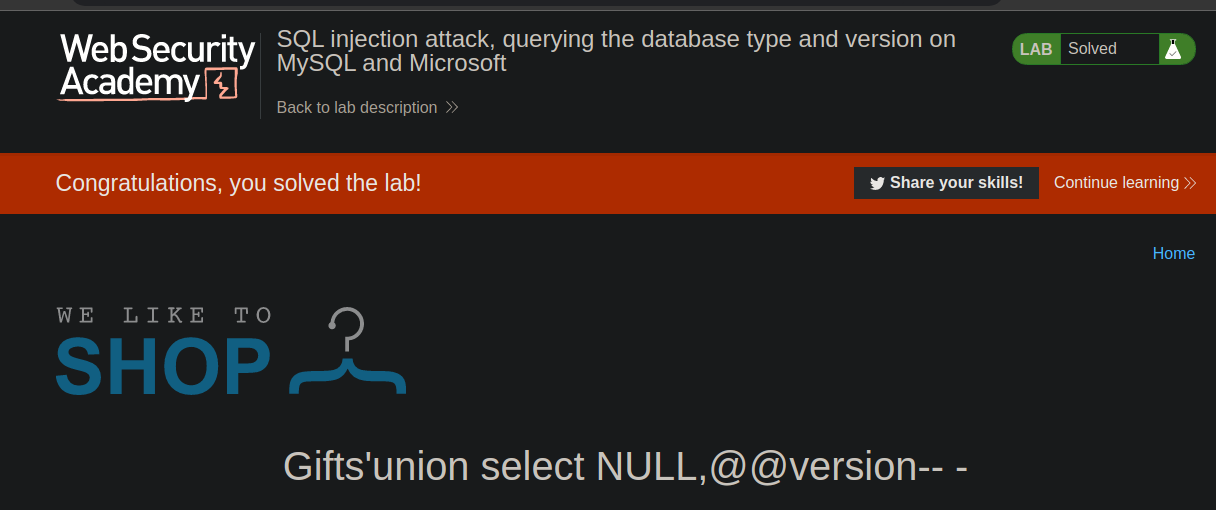 Web Security
Academy
SQL injection attack, querying the database type and version on
MySQL and Microsoft
Back to lab description
LAB Solved
Congratulations, you solved the lab!
Share your skills! Continue learning
Home
WE LIKE TO
SHOP
Gifts'union select NULL,@@version-- -